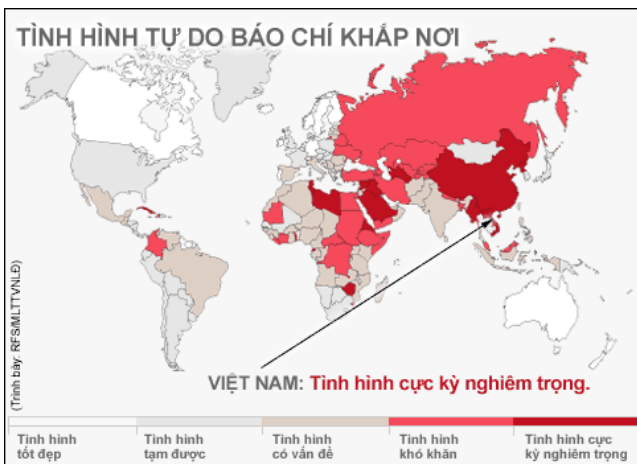 TÌNH HÌNH TỰ DO BÁO CHÍ KHẮP NƠI
(Trình bày: RFS/MLTTVNLĐ)
VIỆT NAM: Tình hình cực kỳ nghiêm trọng.
Tình hình
tốt đẹp
Tình hình
tạm được
Tình hình
có vấn đề
Tình hình
khó khăn
Tình hình cực
kỳ nghiêm trọng